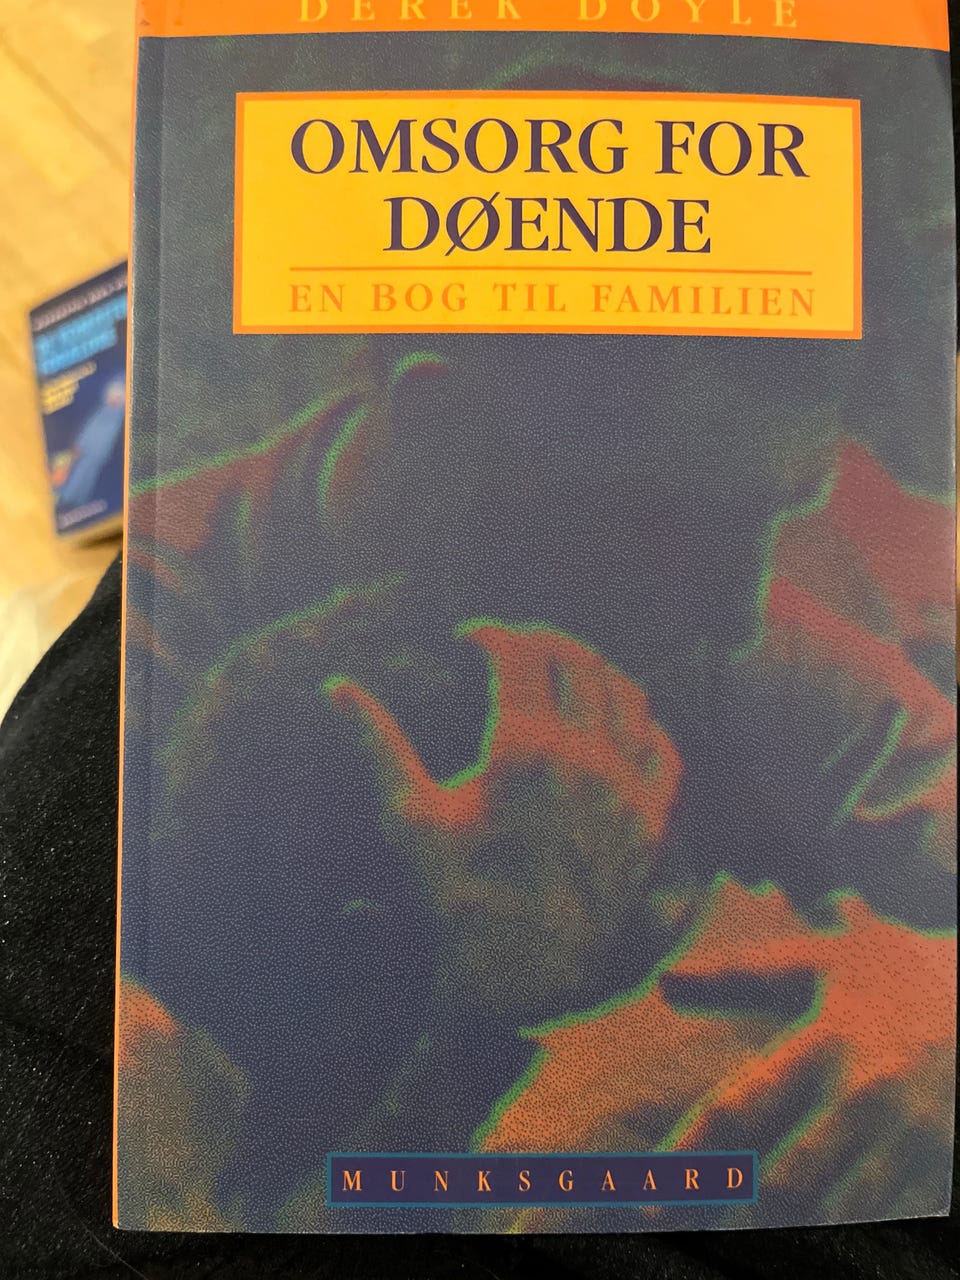 DEREK DOYLE
OMSORG FOR
DØENDE
EN BOG TIL FAMILIEN
MUNKSGAARD